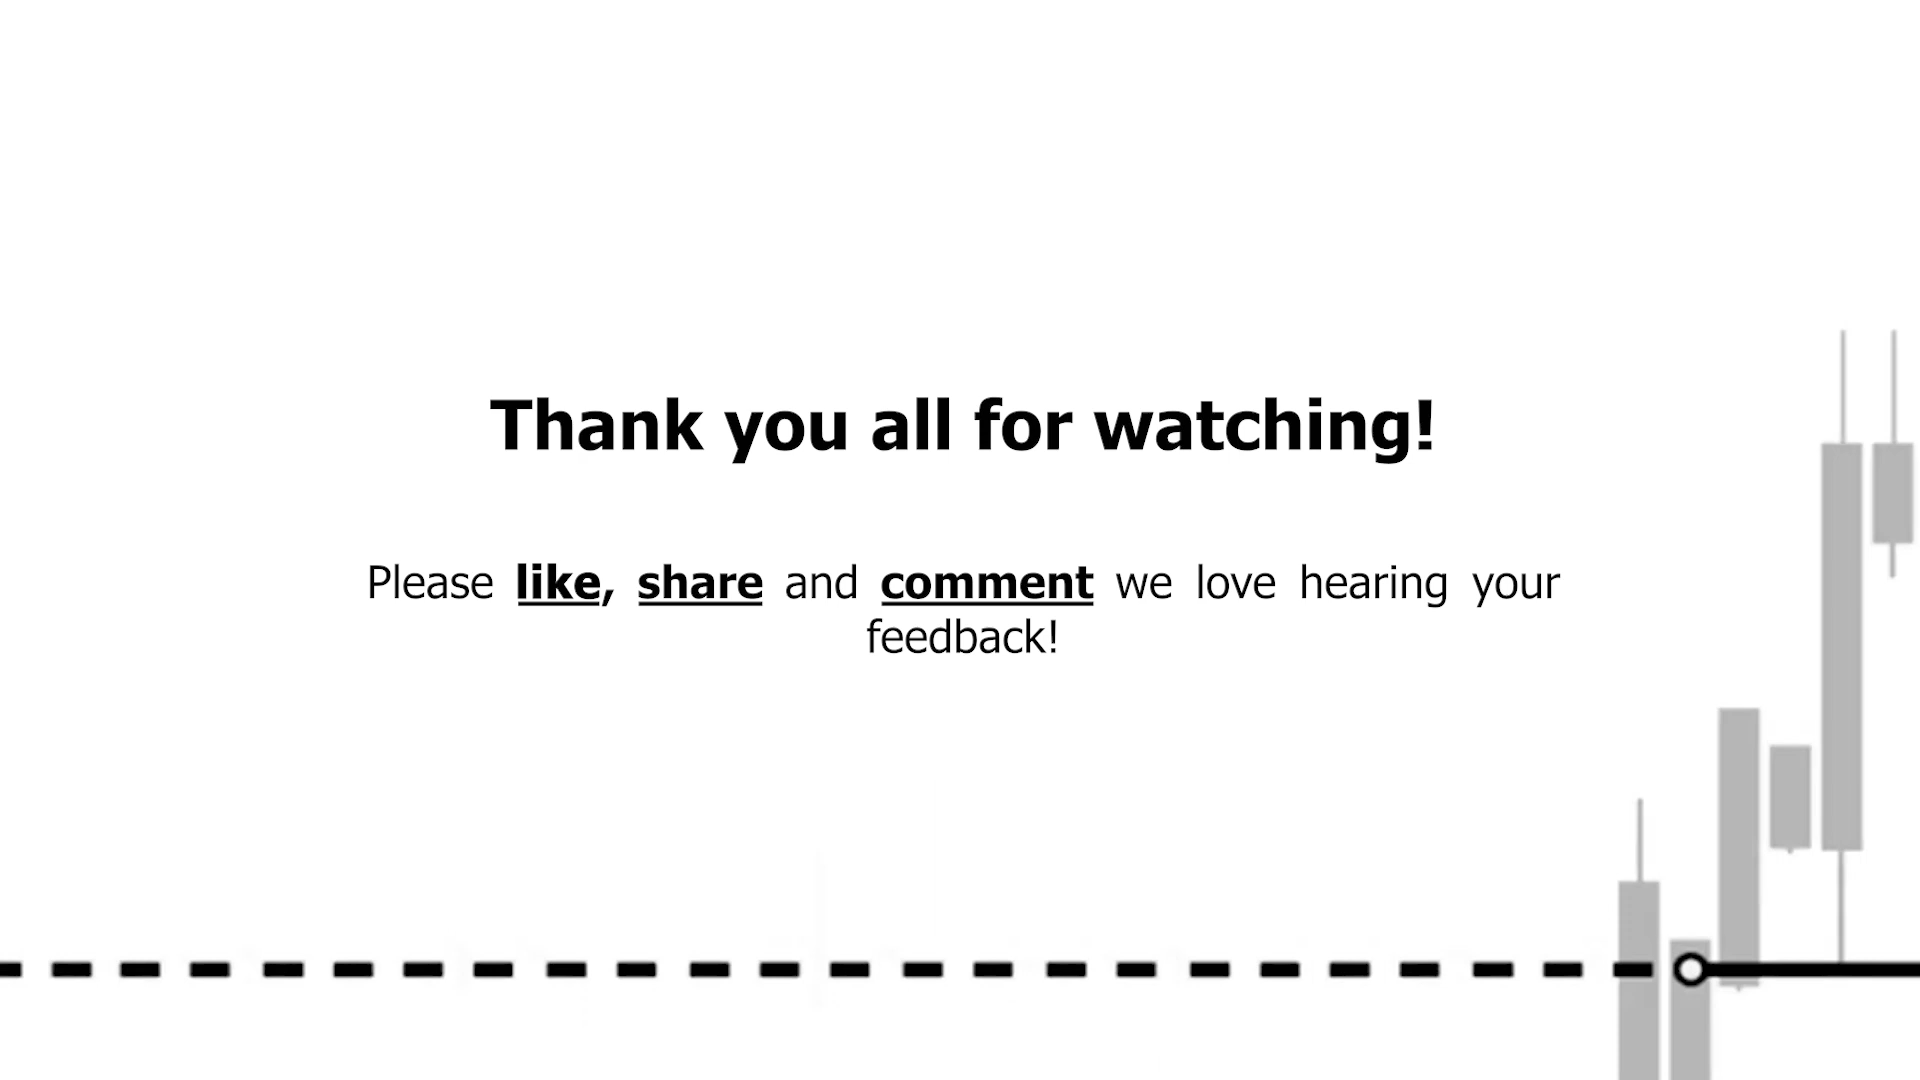 Thank you all for watching!
Please like, share and comment we love hearing your
feedback!